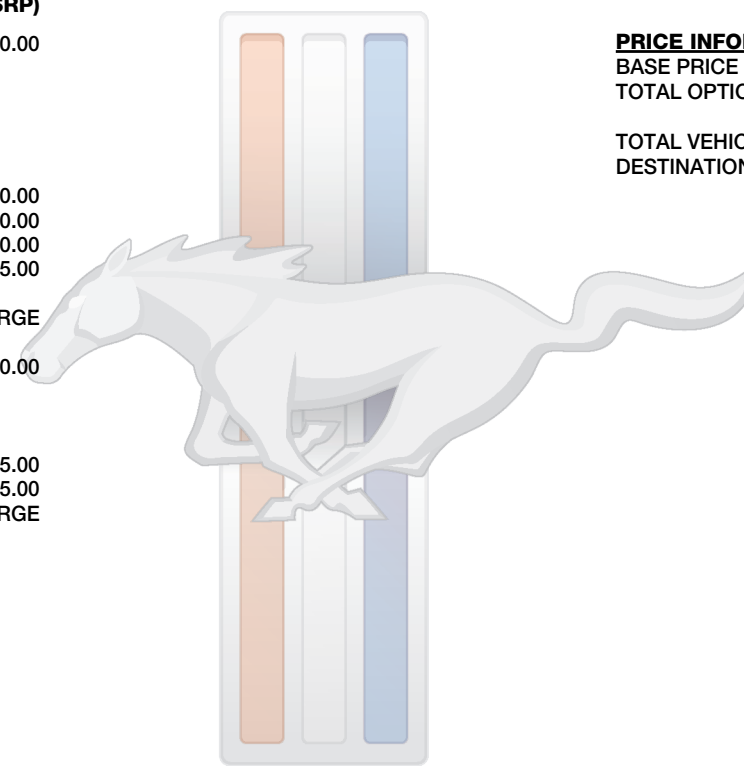 SRP)
0.00
0.00
0.00
0.00
5.00
RGE
0.00
5.00
5.00
RGE
PRICE INFO
BASE PRICE
TOTAL OPTIO
TOTAL VEHIC
DESTINATION